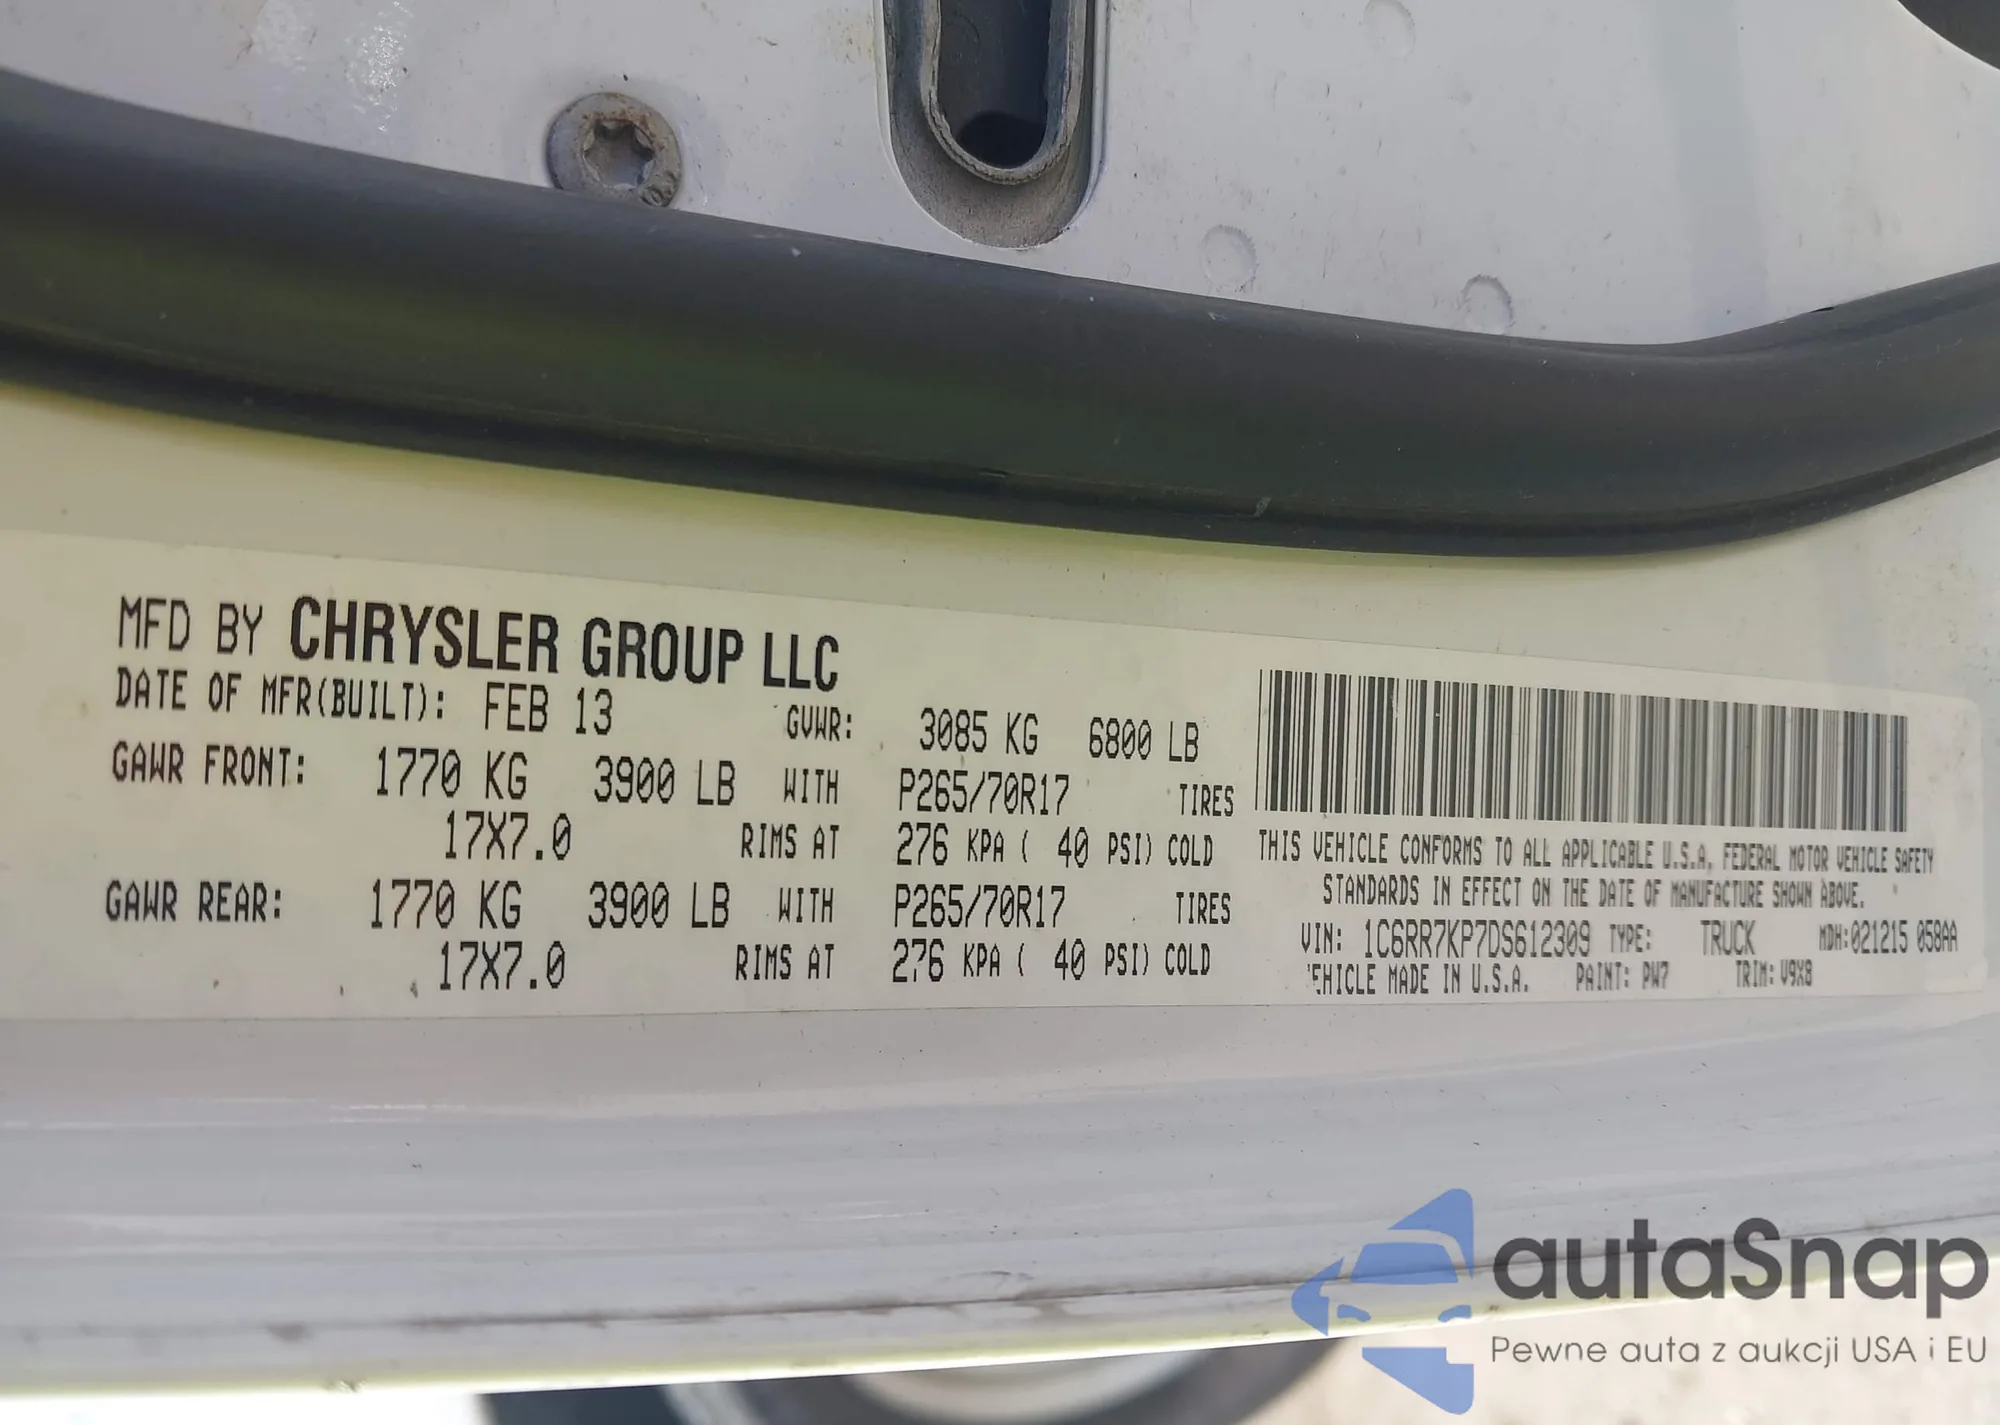 MFD BY CHRYSLER GROUP LLC
DATE OF MFR(BUILT): FEB 13 GVWR: 3085 KG 6800 LB
GAWR FRONT: 1770 KG 3900 LB WITH P265/70R17 TIRES
17X7.0 RIMS AT 276 KPA ( 40 PSI) COLD
GAWR REAR: 1770 KG 3900 LB WITH P265/70R17 TIRES
17X7.0 RIMS AT 276 KPA ( 40 PSI) COLD
THIS VEHICLE CONFORMS TO ALL APPLICABLE U.S.A. FEDERAL MOTOR VEHICLE SAFETY
STANDARDS IN EFFECT ON THE DATE OF MANUFACTURE SHOWN ABOVE.
VIN: 1C6RR7KP7DS612309 TYPE: TRUCK MDH:021215 058AA
VEHICLE MADE IN U.S.A. PAINT: PW7 TRIM: V9X8
autaSnap
Pewne auta z aukcji USA i EU